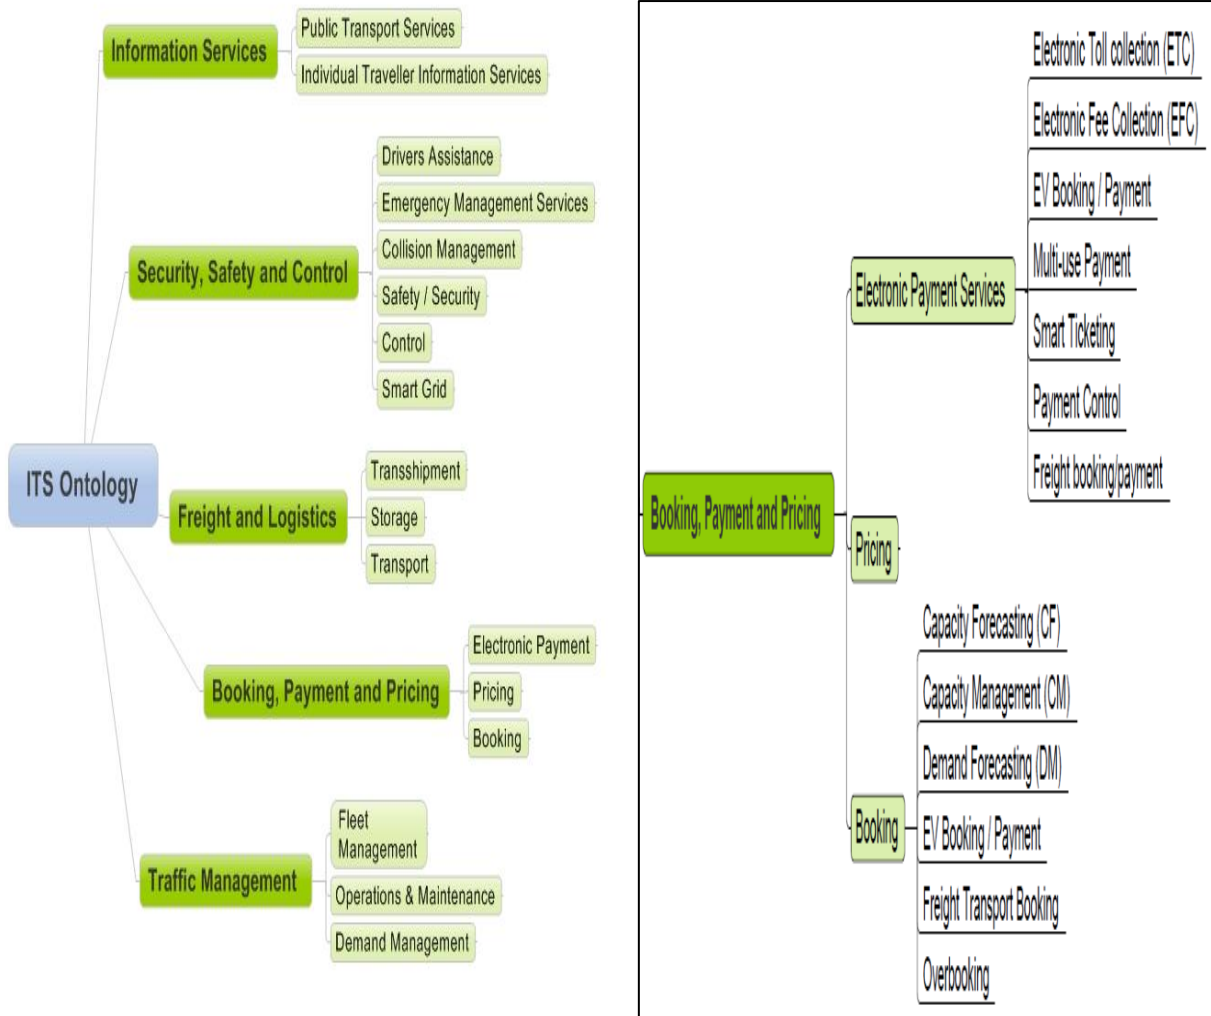 Information Services
Public Transport Services
Individual Traveller Information Services
Security, Safety and Control
Drivers Assistance
Emergency Management Services
Collision Management
Safety / Security
Control
Smart Grid
ITS Ontology
Freight and Logistics
Transshipment
Storage
Transport
Booking, Payment and Pricing
Electronic Payment
Pricing
Booking
Traffic Management
Fleet
Management
Operations & Maintenance
Demand Management
Booking, Payment and Pricing
Electronic Payment Services
Electronic Toll collection (ETC)
Electronic Fee Collection (EFC)
EV Booking / Payment
Multi-use Payment
Smart Ticketing
Payment Control
Freight booking/payment
Pricing
Booking
Capacity Forecasting (CF)
Capacity Management (CM)
Demand Forecasting (DM)
EV Booking / Payment
Freight Transport Booking
Overbooking